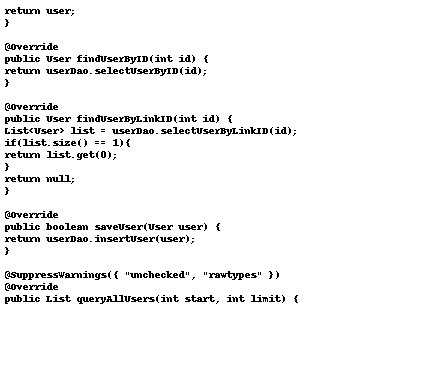 return user;
}
@Override
public User findUserByID(int id) {
return userDao.selectUserByID(id);
}
@Override
public User findUserByLinkID(int id) {
List<User> list = userDao.selectUserByLinkID(id);
if(list.size() == 1){
return list.get(0);
}
return null;
}
@Override
public boolean saveUser(User user) {
return userDao.insertUser(user);
}
@SuppressWarnings({ "unchecked", "rawtypes" })
@Override
public List queryAllUsers(int start, int limit) {